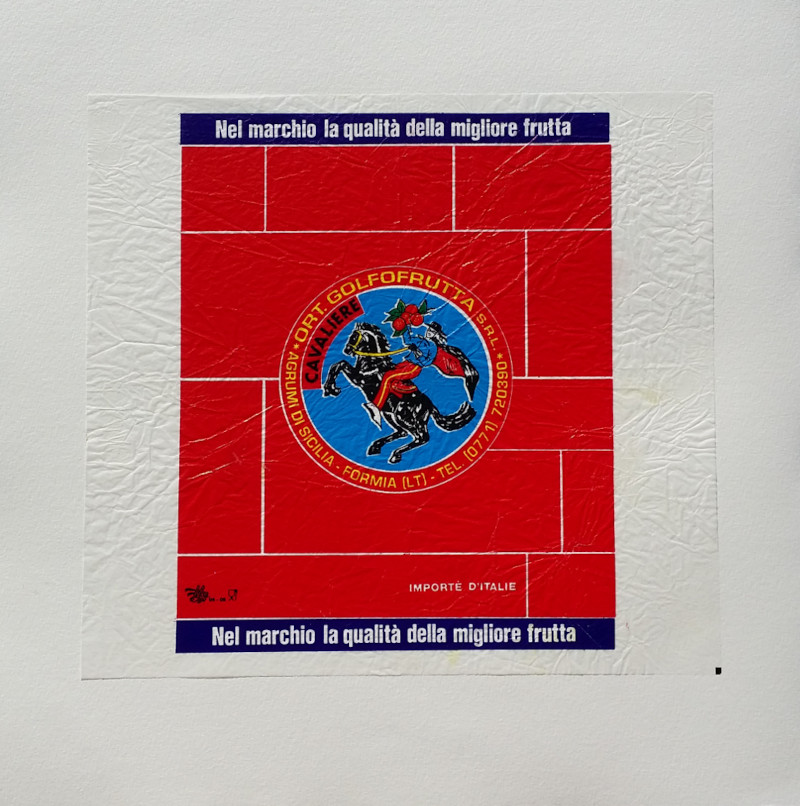 Nel marchio la qualità della migliore frutta
ORT. GOLFOFRUTTA S.R.L. *
CAVALIERE
* AGRUMI DI SICILIA - FORMIA (LT) - TEL. (0771) 720390
IMPORTÉ D'ITALIE
Nel marchio la qualità della migliore frutta